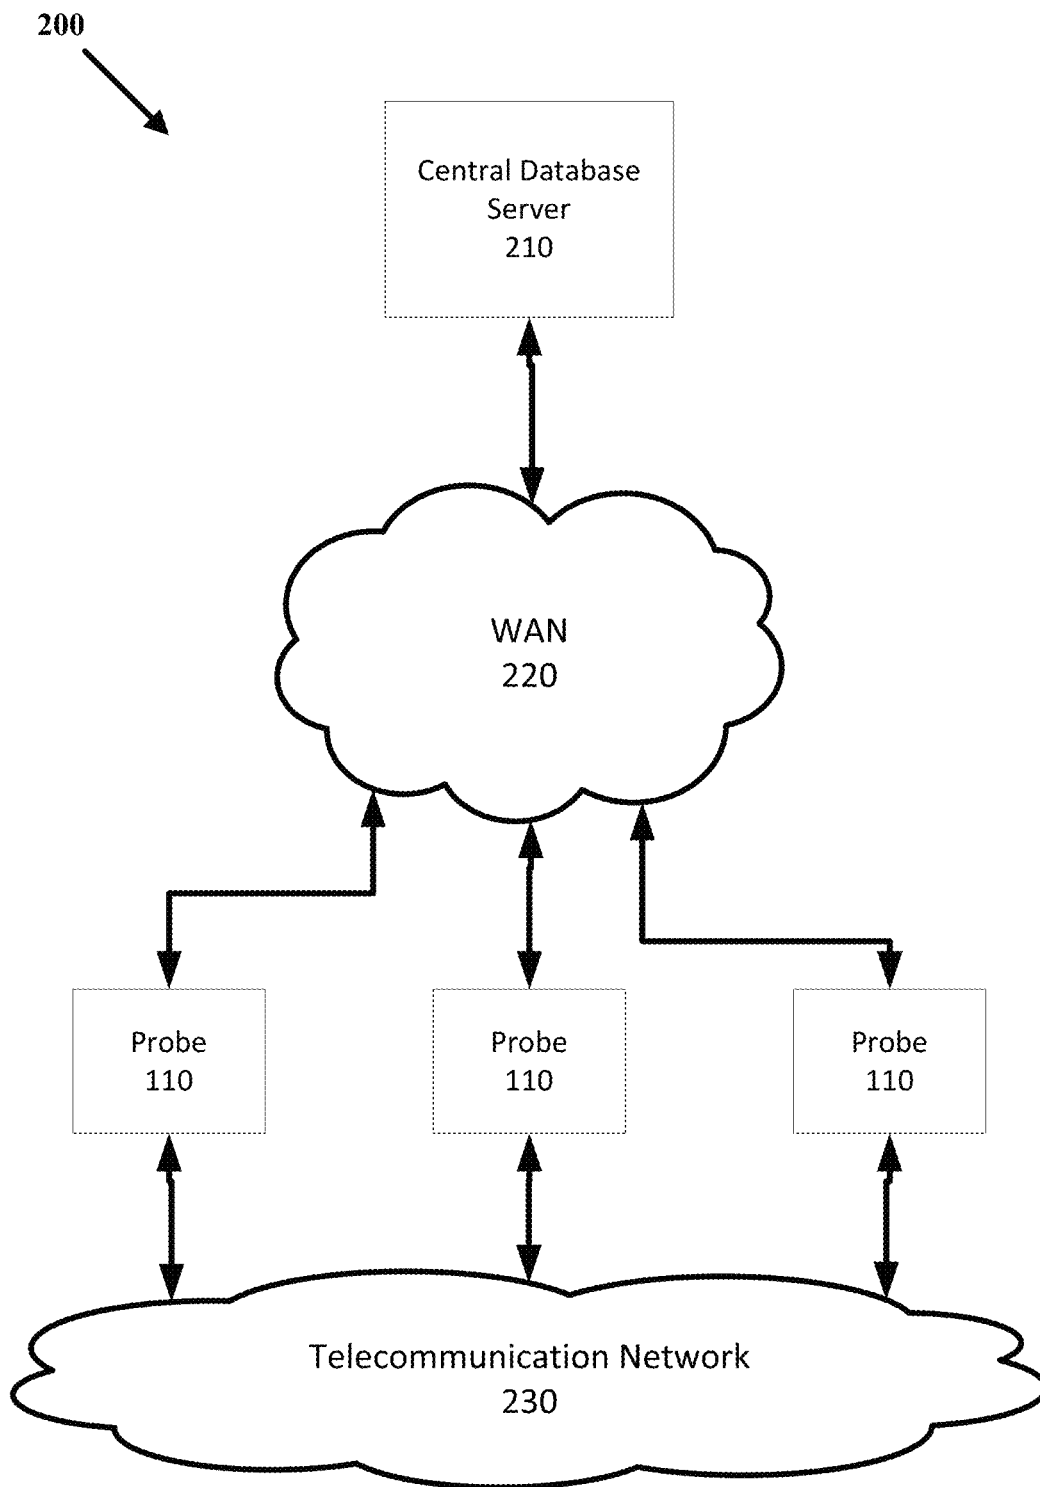 200
Central Database
Server
210
WAN
220
Probe
110
Probe
110
Probe
110
Telecommunication Network
230